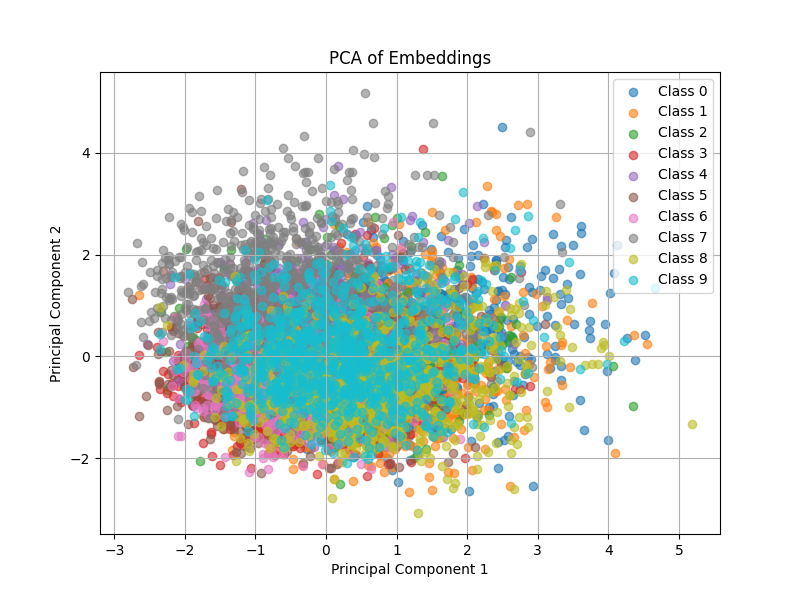 PCA of Embeddings
Class 0
Class 1
Class 2
Class 3
Class 4
Class 5
Class 6
Class 7
Class 8
Class 9
Principal Component 2
4
2
0
−2
−3
−2
−1
0
1
2
3
4
5
Principal Component 1